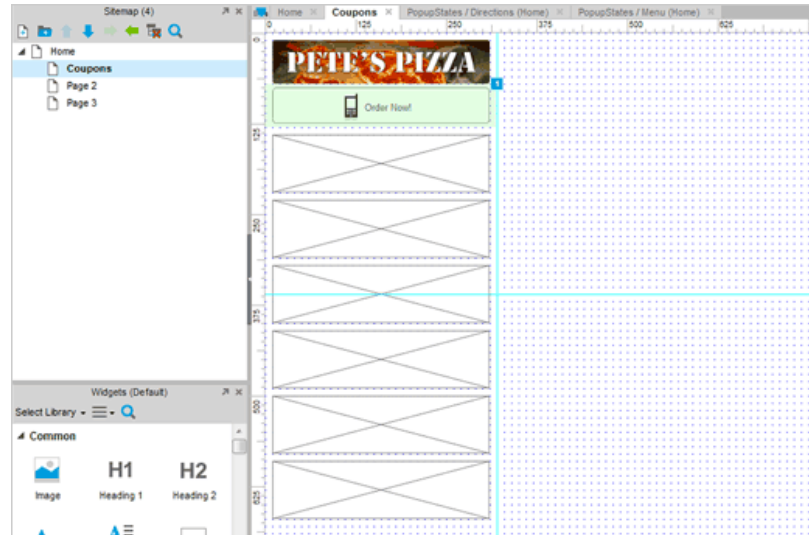 Sitemap (4)
Home
Coupons
PopupStates / Directions (Home)
PopupStates / Menu (Home)
0
125
250
375
500
625
Home
Coupons
Page 2
Page 3
0
125
250
375
500
625
PETE'S PIZZA
1
Order Now!
Widgets (Default)
Select Library
Common
H1
H2
Image
Heading 1
Heading 2
A
A